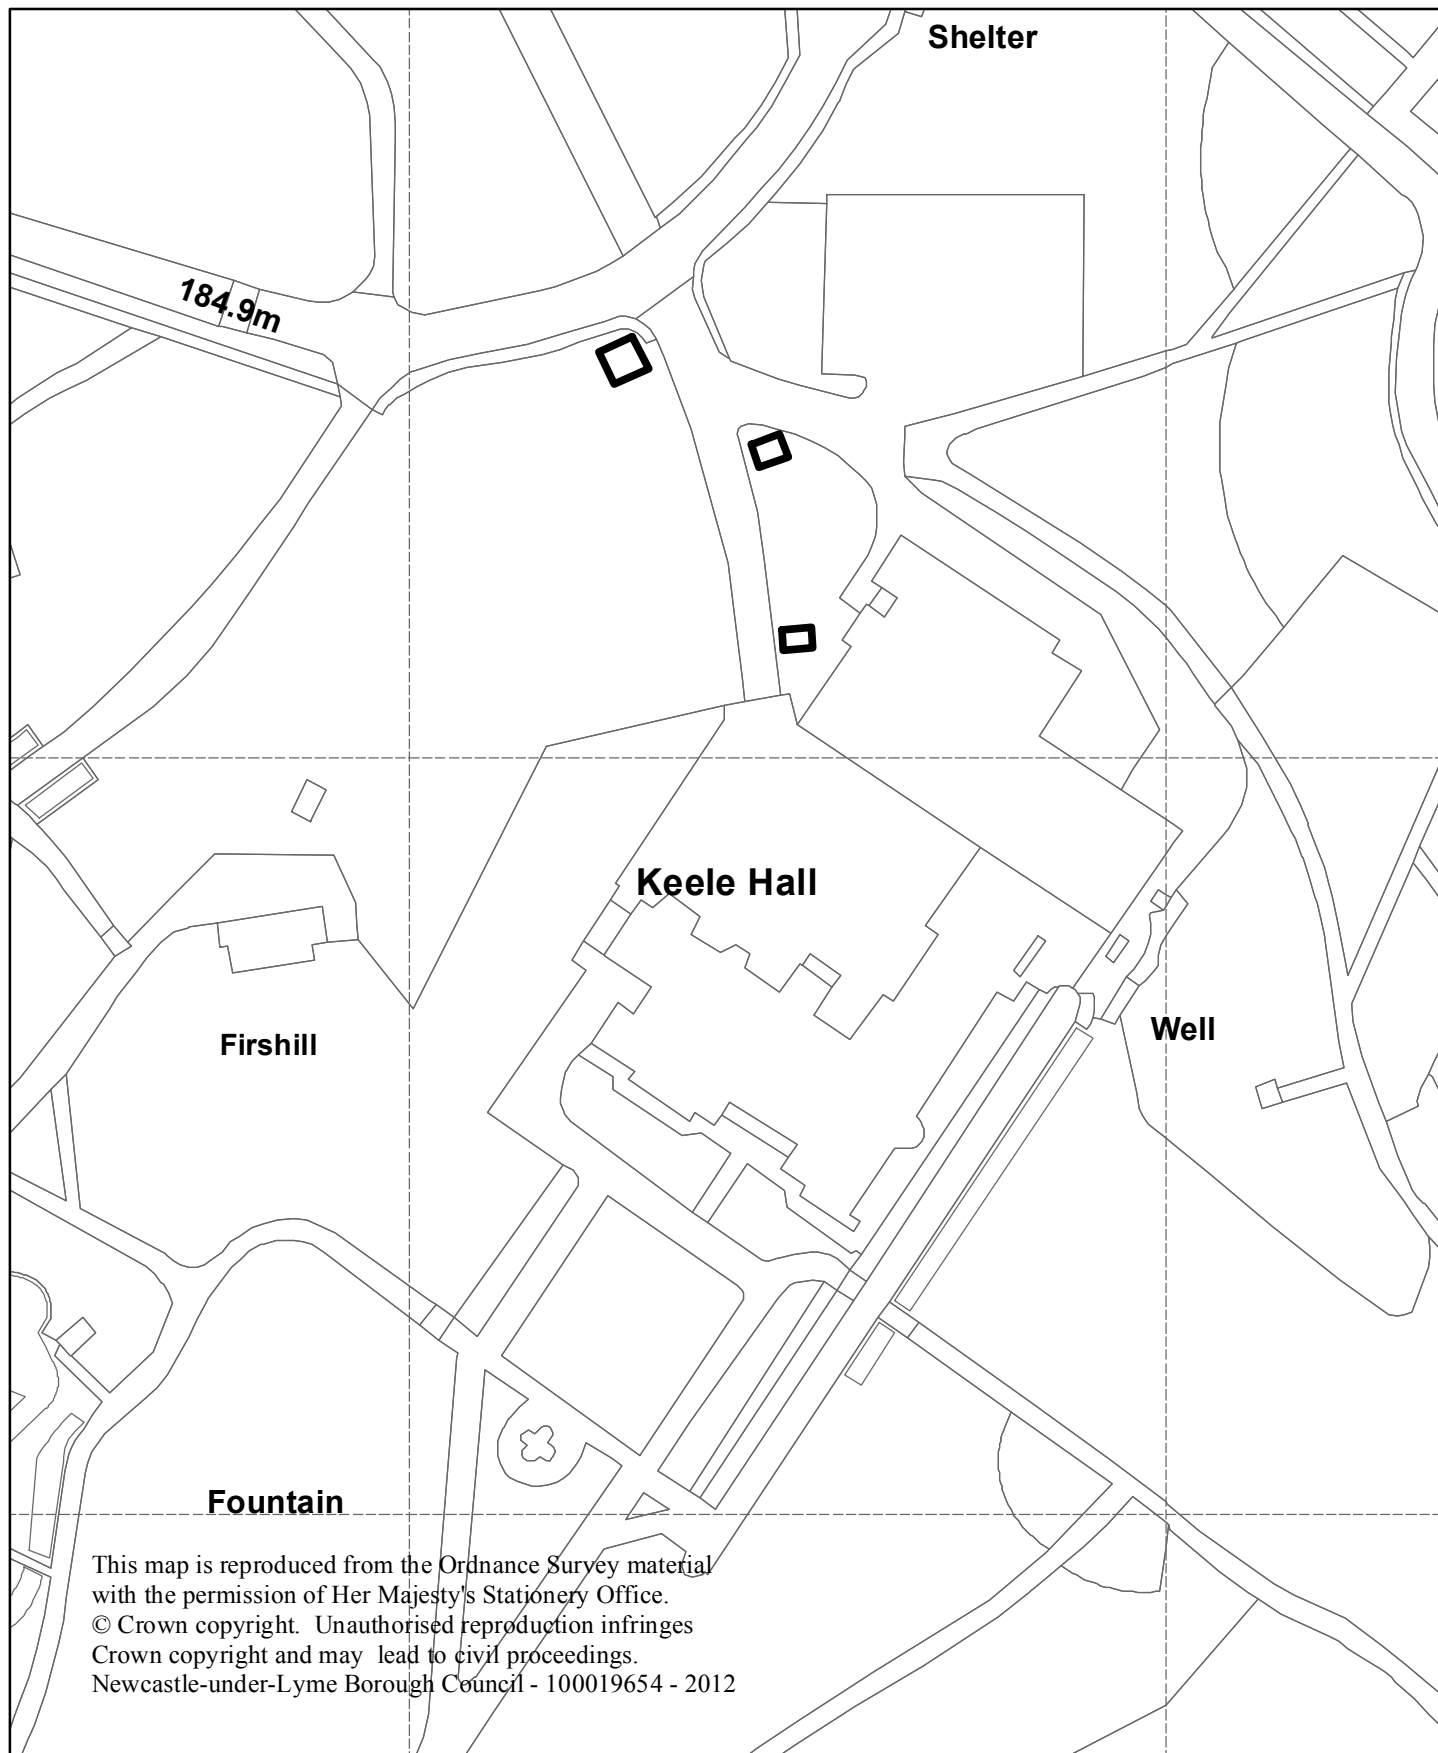 Shelter
184.9m
Keele Hall
Well
Firshill
Fountain
This map is reproduced from the Ordnance Survey material
with the permission of Her Majesty's Stationery Office.
© Crown copyright. Unauthorised reproduction infringes
Crown copyright and may lead to civil proceedings.
Newcastle-under-Lyme Borough Council - 100019654 - 2012